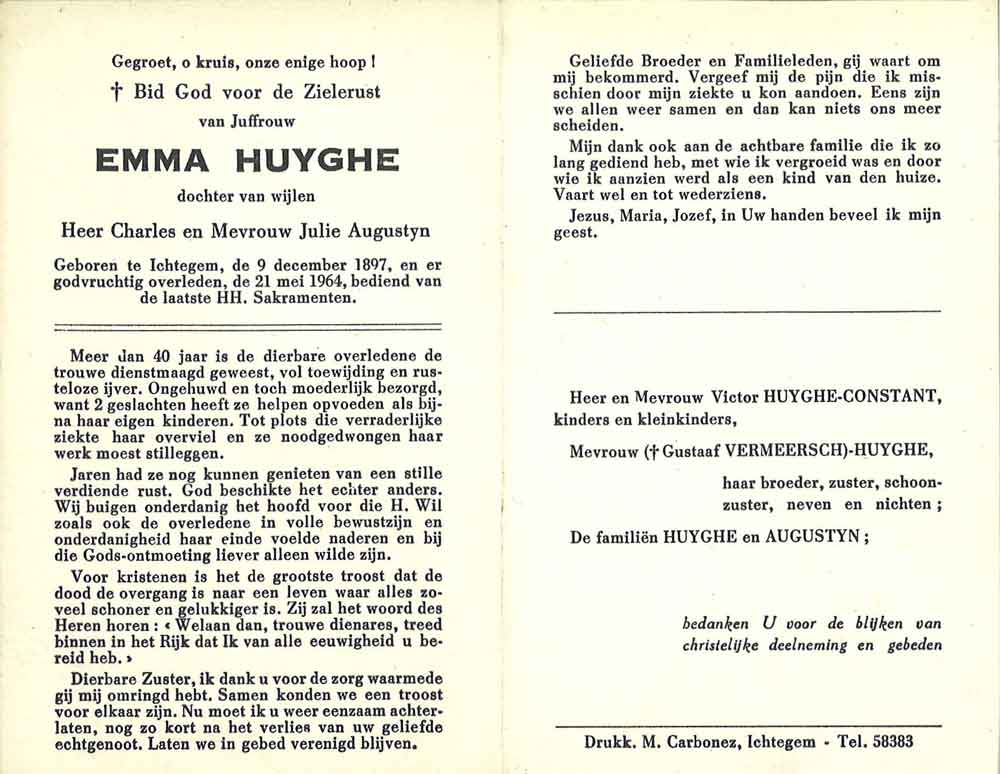 Gegroet, o kruis, onze enige hoop !
† Bid God voor de Zielerust
van Juffrouw
EMMA HUYGHE
dochter van wijlen
Heer Charles en Mevrouw Julie Augustyn
Geboren te Ichtegem, de 9 december 1897, en er
godvruchtig overleden, de 21 mei 1964, bediend van
de laatste HH. Sakramenten.
Meer dan 40 jaar is de dierbare overledene de
trouwe dienstmaagd geweest, vol toewijding en rus-
teloze ijver. Ongehuwd en toch moederlijk bezorgd,
want 2 geslachten heeft ze helpen opvoeden als bij-
na haar eigen kinderen. Tot plots die verraderlijke
ziekte haar overviel en ze noodgedwongen haar
werk moest stilleggen.
Jaren had ze nog kunnen genieten van een stille
verdiende rust. God beschikte het echter anders.
Wij buigen onderdanig het hoofd voor die H. Wil
zoals ook de overledene in volle bewustzijn en
onderdanigheid haar einde voelde naderen en bij
die Gods-ontmoeting liever alleen wilde zijn.
Voor kristenen is het de grootste troost dat de
dood de overgang is naar een leven waar alles zo-
veel schoner en gelukkiger is. Zij zal het woord des
Heren horen : ‹ Welaan dan, trouwe dienares, treed
binnen in het Rijk dat Ik van alle eeuwigheid u be-
reid heb. ›
Dierbare Zuster, ik dank u voor de zorg waarmede
gij mij omringd hebt. Samen konden we een troost
voor elkaar zijn. Nu moet ik u weer eenzaam achter-
laten, nog zo kort na het verlies van uw geliefde
echtgenoot. Laten we in gebed verenigd blijven.
Geliefde Broeder en Familieleden, gij waart om
mij bekommerd. Vergeef mij de pijn die ik mis-
schien door mijn ziekte u kon aandoen. Eens zijn
we allen weer samen en dan kan niets ons meer
scheiden.
Mijn dank ook aan de achtbare familie die ik zo
lang gediend heb, met wie ik vergroeid was en door
wie ik aanzien werd als een kind van den huize.
Vaart wel en tot wederziens.
Jezus, Maria, Jozef, in Uw handen beveel ik mijn
geest.
Heer en Mevrouw Victor HUYGHE-CONSTANT,
kinders en kleinkinders,
Mevrouw († Gustaaf VERMEERSCH)-HUYGHE,
haar broeder, zuster, schoon-
zuster, neven en nichten ;
De familiën HUYGHE en AUGUSTYN ;
bedanken U voor de blijken van
christelijke deelneming en gebeden
Drukk. M. Carbonez, Ichtegem - Tel. 58383